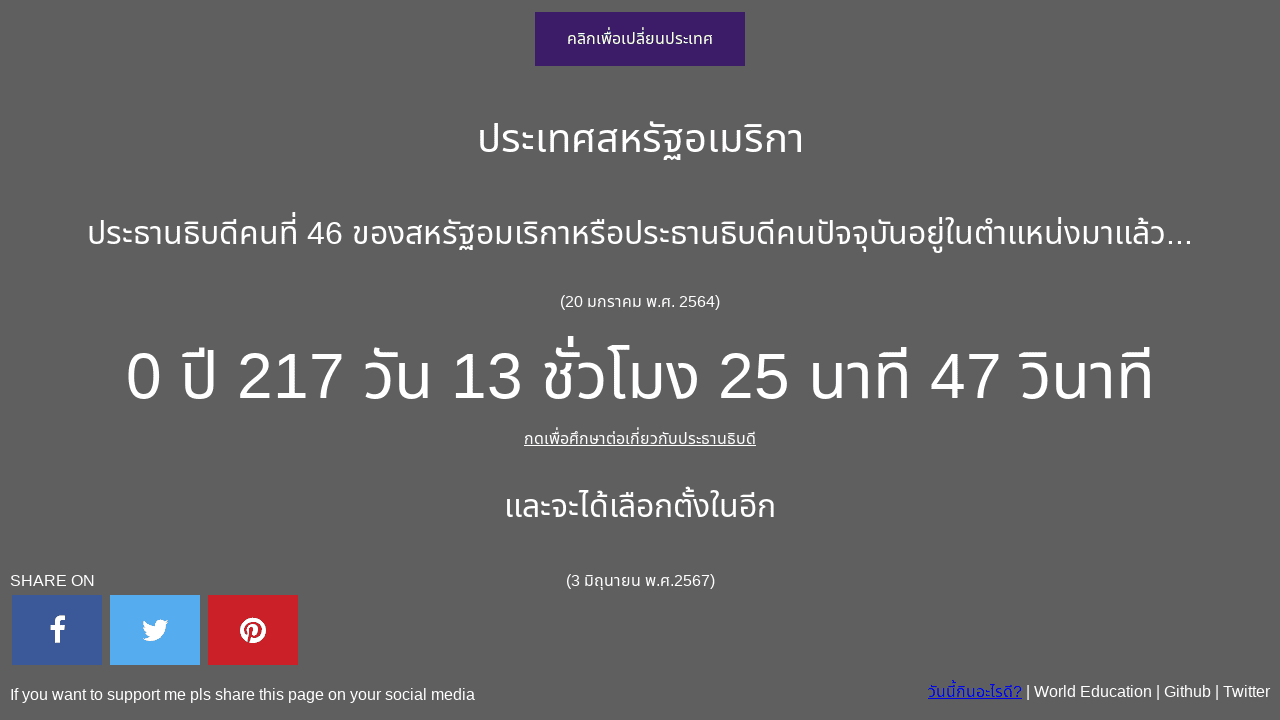 คลิกเพื่อเปลี่ยนประเทศ
ประเทศสหรัฐอเมริกา
ประธานธิบดีคนที่ 46 ของสหรัฐอมเริกาหรือประธานธิบดีคนปัจจุบันอยู่ในตำแหน่งมาแล้ว...
(20 มกราคม พ.ศ. 2564)
0 ปี 217 วัน 13 ชั่วโมง 25 นาที 47 วินาที
กดเพื่อศึกษาต่อเกี่ยวกับประธานธิบดี
และจะได้เลือกตั้งในอีก
(3 มิถุนายน พ.ศ.2567)
SHARE ON
If you want to support me pls share this page on your social media
วันนี้กินอะไรดี? | World Education | Github | Twitter